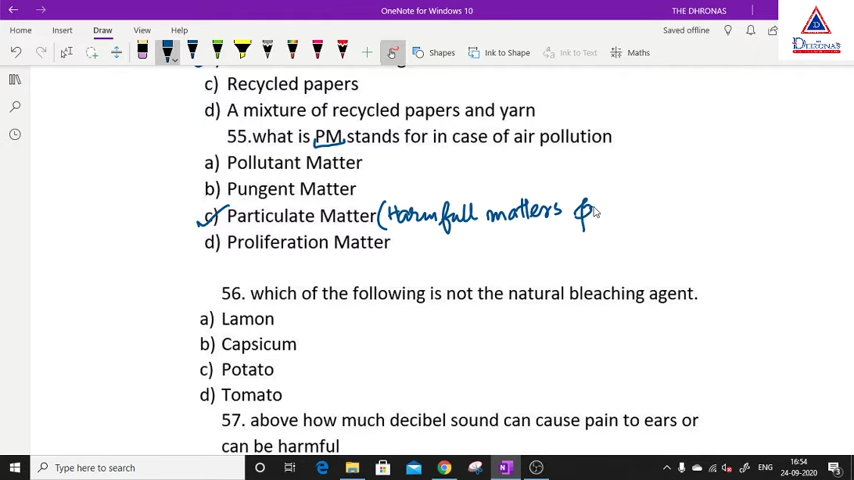 OneNote for Windows 10
THE DHRONAS
Home Insert Draw View Help
Saved offline
Shapes Ink to Shape Ink to Text Maths
DHRONA'S
c) Recycled papers
d) A mixture of recycled papers and yarn
55.what is PM stands for in case of air pollution
a) Pollutant Matter
b) Pungent Matter
c) Particulate Matter (Harmfull matters
d) Proliferation Matter
56. which of the following is not the natural bleaching agent.
a) Lamon
b) Capsicum
c) Potato
d) Tomato
57. above how much decibel sound can cause pain to ears or
can be harmful
Type here to search
ENG
16:54
24-09-2020